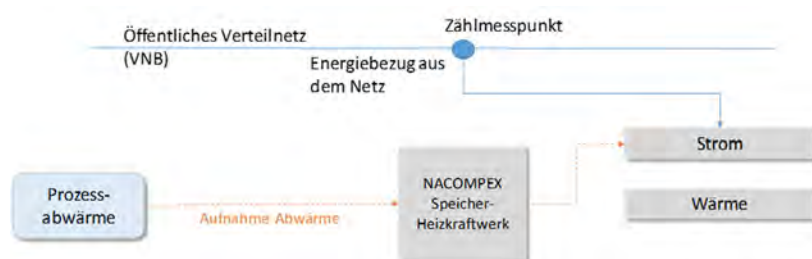 Öffentliches Verteilnetz
(VNB)
Zählmesspunkt
Energiebezug aus
dem Netz
Strom
Prozess-
abwärme
Aufnahme Abwärme
NACOMPEX
Speicher-
Heizkraftwerk
Wärme